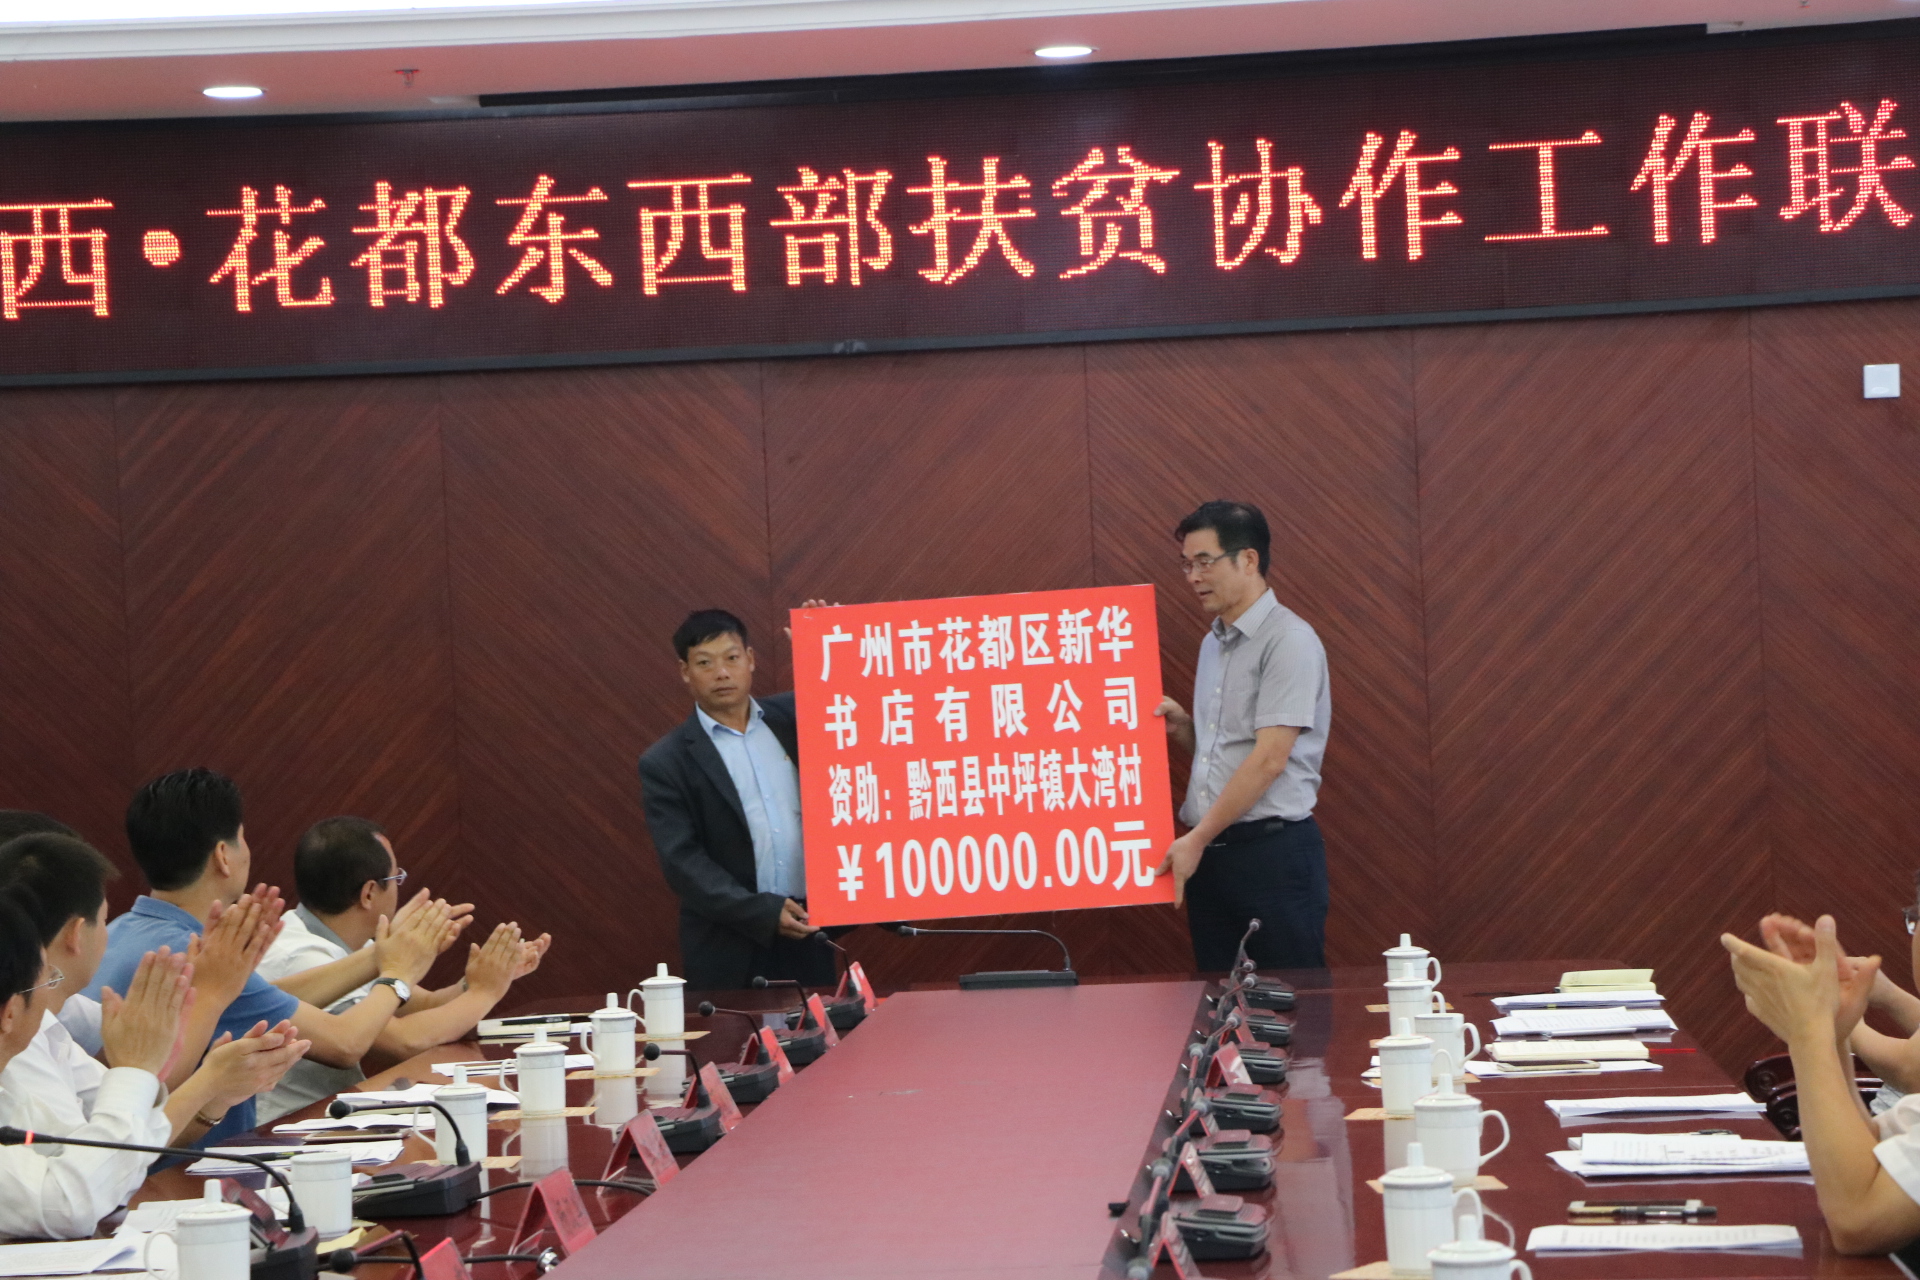 西·花都东西部扶贫协作工作联
广州市花都区新华
书店有限公司
资助：黔西县中坪镇大湾村
￥100000.00元